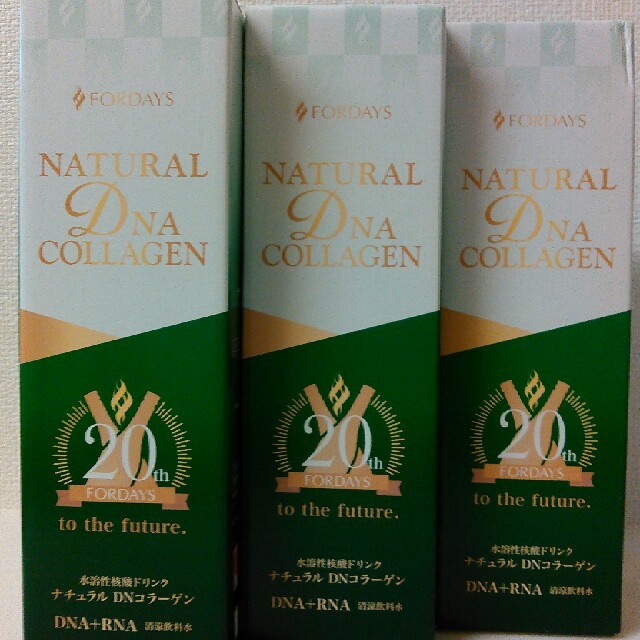 FORDAYS
NATURAL
DNA
COLLAGEN
20th
FORDAYS
to the future.
水溶性核酸ドリンク
ナチュラル DNコラーゲン
DNA+RNA 清涼飲料水
FORDAYS
NATURAL
DNA
COLLAGEN
20th
FORDAYS
to the future.
水溶性核酸ドリンク
ナチュラル DNコラーゲン
DNA+RNA 清涼飲料水
FORDAYS
NATURAL
DNA
COLLAGEN
20th
FORDAYS
to the future.
水溶性核酸ドリンク
ナチュラル DNコラーゲン
DNA+RNA 清涼飲料水